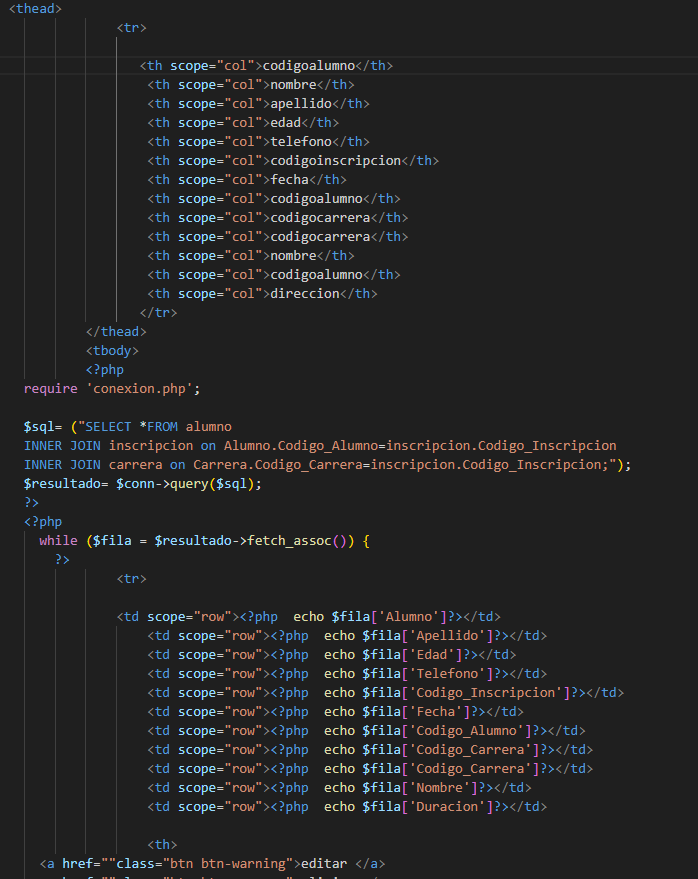 <thead>
<tr>
<th scope="col">codigoalumno</th>
<th scope="col">nombre</th>
<th scope="col">apellido</th>
<th scope="col">edad</th>
<th scope="col">telefono</th>
<th scope="col">codigoinscripcion</th>
<th scope="col">fecha</th>
<th scope="col">codigoalumno</th>
<th scope="col">codigocarrera</th>
<th scope="col">codigocarrera</th>
<th scope="col">nombre</th>
<th scope="col">codigoalumno</th>
<th scope="col">direccion</th>
</tr>
</thead>
<tbody>
<?php
require 'conexion.php';
$sql= ("SELECT *FROM alumno
INNER JOIN inscripcion on Alumno.Codigo_Alumno=inscripcion.Codigo_Inscripcion
INNER JOIN carrera on Carrera.Codigo_Carrera=inscripcion.Codigo_Inscripcion;");
$resultado= $conn->query($sql);
?>
<?php
while ($fila = $resultado->fetch_assoc()) {
?>
<tr>
<td scope="row"><?php  echo $fila['Alumno']?></td>
<td scope="row"><?php  echo $fila['Apellido']?></td>
<td scope="row"><?php  echo $fila['Edad']?></td>
<td scope="row"><?php  echo $fila['Telefono']?></td>
<td scope="row"><?php  echo $fila['Codigo_Inscripcion']?></td>
<td scope="row"><?php  echo $fila['Fecha']?></td>
<td scope="row"><?php  echo $fila['Codigo_Alumno']?></td>
<td scope="row"><?php  echo $fila['Codigo_Carrera']?></td>
<td scope="row"><?php  echo $fila['Codigo_Carrera']?></td>
<td scope="row"><?php  echo $fila['Nombre']?></td>
<td scope="row"><?php  echo $fila['Duracion']?></td>
<th>
<a href=""class="btn btn-warning">editar </a>